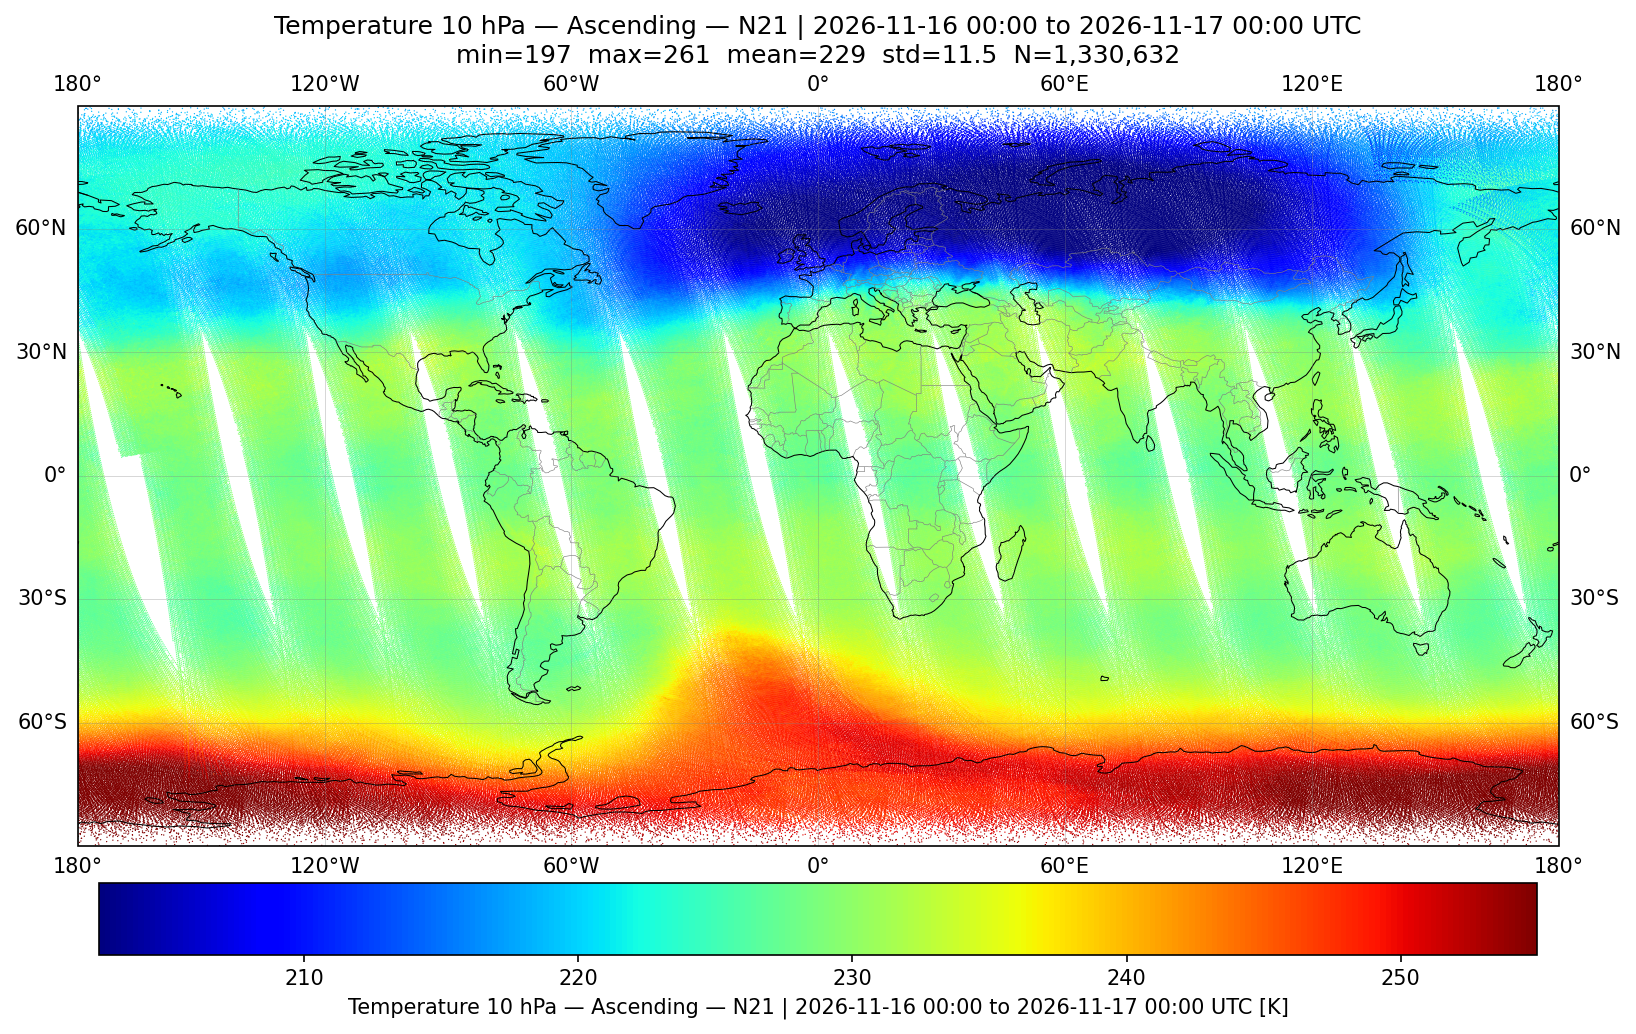 Temperature 10 hPa — Ascending — N21 | 2026-11-16 00:00 to 2026-11-17 00:00 UTC
min=197  max=261  mean=229  std=11.5  N=1,330,632
180° 120°W 60°W 0° 60°E 120°E 180°
60°N 60°N
30°N 30°N
0° 0°
30°S 30°S
60°S 60°S
180° 120°W 60°W 0° 60°E 120°E 180°
210 220 230 240 250
Temperature 10 hPa — Ascending — N21 | 2026-11-16 00:00 to 2026-11-17 00:00 UTC [K]